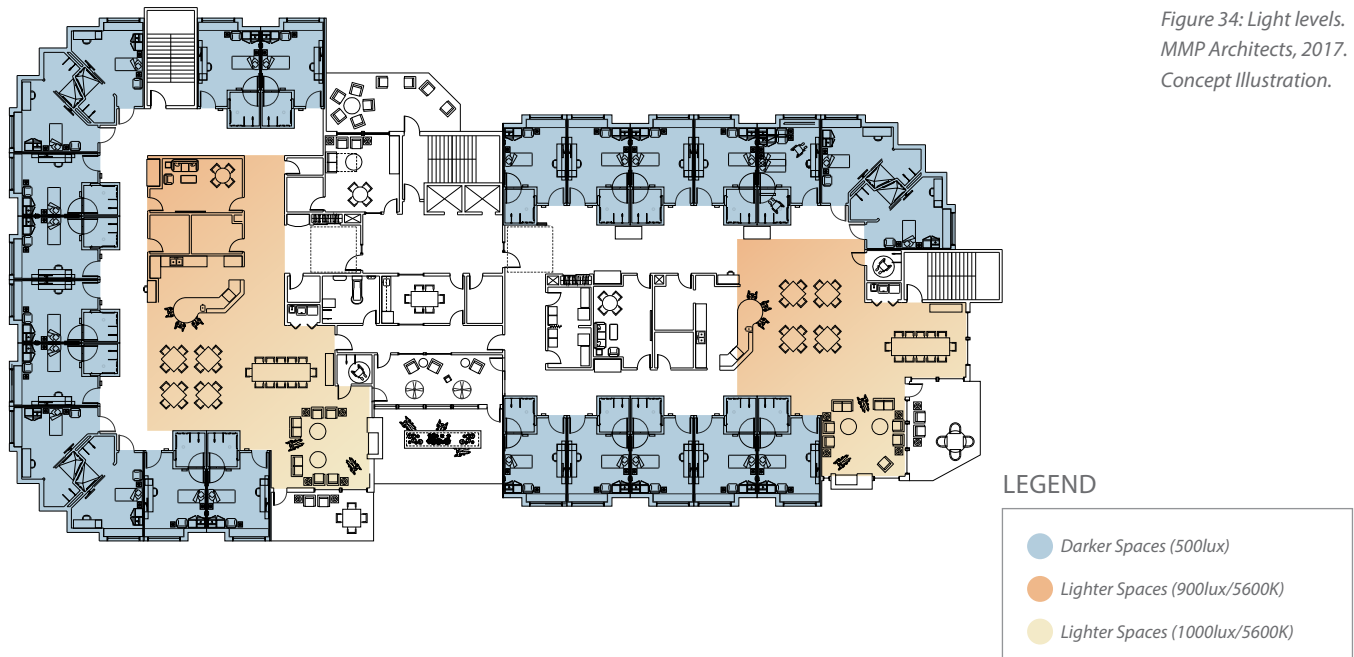 Figure 34: Light levels.
MMP Architects, 2017.
Concept Illustration.
LEGEND
Darker Spaces (500lux)
Lighter Spaces (900lux/5600K)
Lighter Spaces (1000lux/5600K)